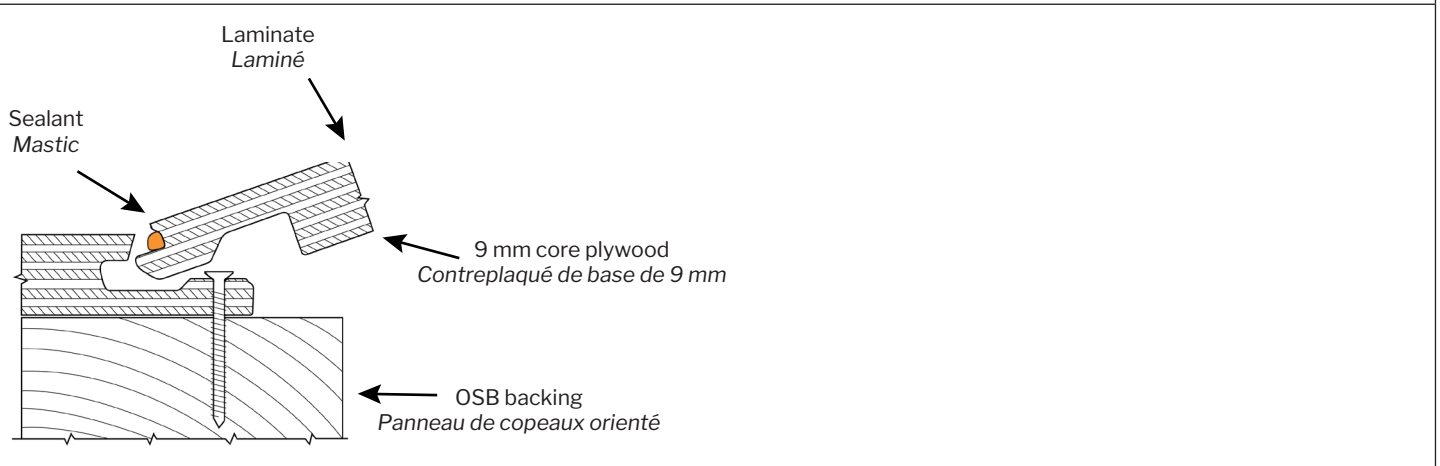 Laminate
Laminé
Sealant
Mastic
9 mm core plywood
Contreplaqué de base de 9 mm
OSB backing
Panneau de copeaux orienté